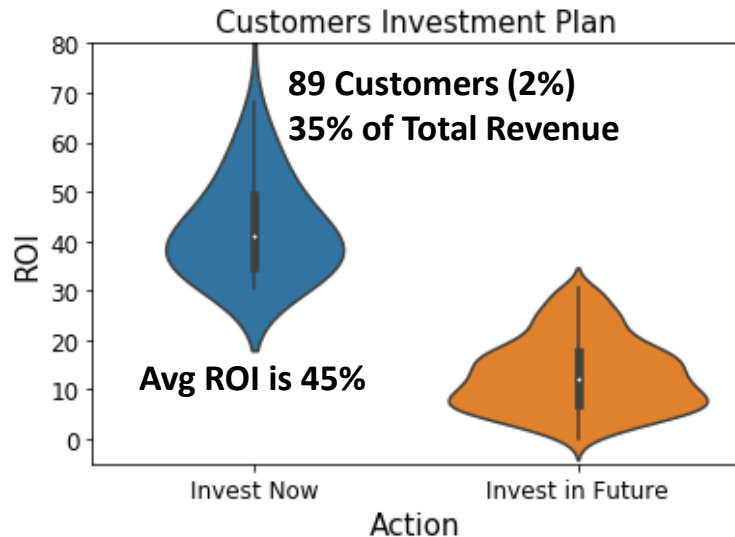 Customers Investment Plan
80
70
60
50
40
30
20
10
0
ROI
89 Customers (2%)
35% of Total Revenue
Avg ROI is 45%
Invest Now
Invest in Future
Action